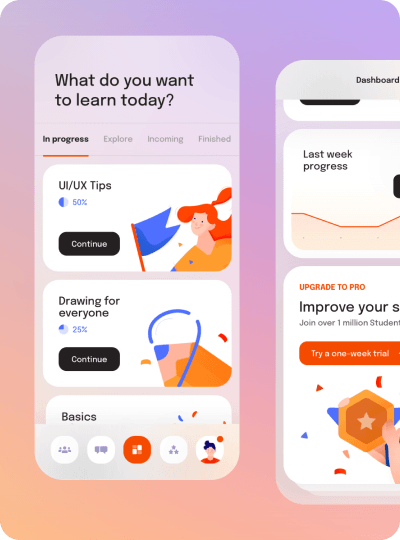 What do you want
to learn today?
In progress
Explore
Incoming
Finished
UI/UX Tips
50%
Continue
Drawing for
everyone
25%
Continue
Basics
Dashboard
Last week
progress
UPGRADE TO PRO
Improve your s
Join over 1 million Student
Try a one-week trial